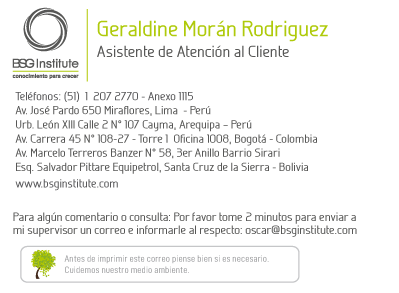 Geraldine Morán Rodriguez
Asistente de Atención al Cliente
BSG Institute
conocimiento para crecer
Teléfonos: (51) 1 207 2770 - Anexo 1115
Av. José Pardo 650 Miraflores, Lima - Perú
Urb. León XIII Calle 2 N° 107 Cayma, Arequipa – Perú
Av. Carrera 45 N° 108-27 - Torre 1 Oficina 1008, Bogotá - Colombia
Av. Marcelo Terreros Banzer N° 58, 3er Anillo Barrio Sirari
Esq. Salvador Pittare Equipetrol, Santa Cruz de la Sierra - Bolivia
www.bsginstitute.com
Para algún comentario o consulta: Por favor tome 2 minutos para enviar a
mi supervisor un correo e informarle al respecto: oscar@bsginstitute.com
Antes de imprimir este correo piense bien si es necesario.
Cuidemos nuestro medio ambiente.